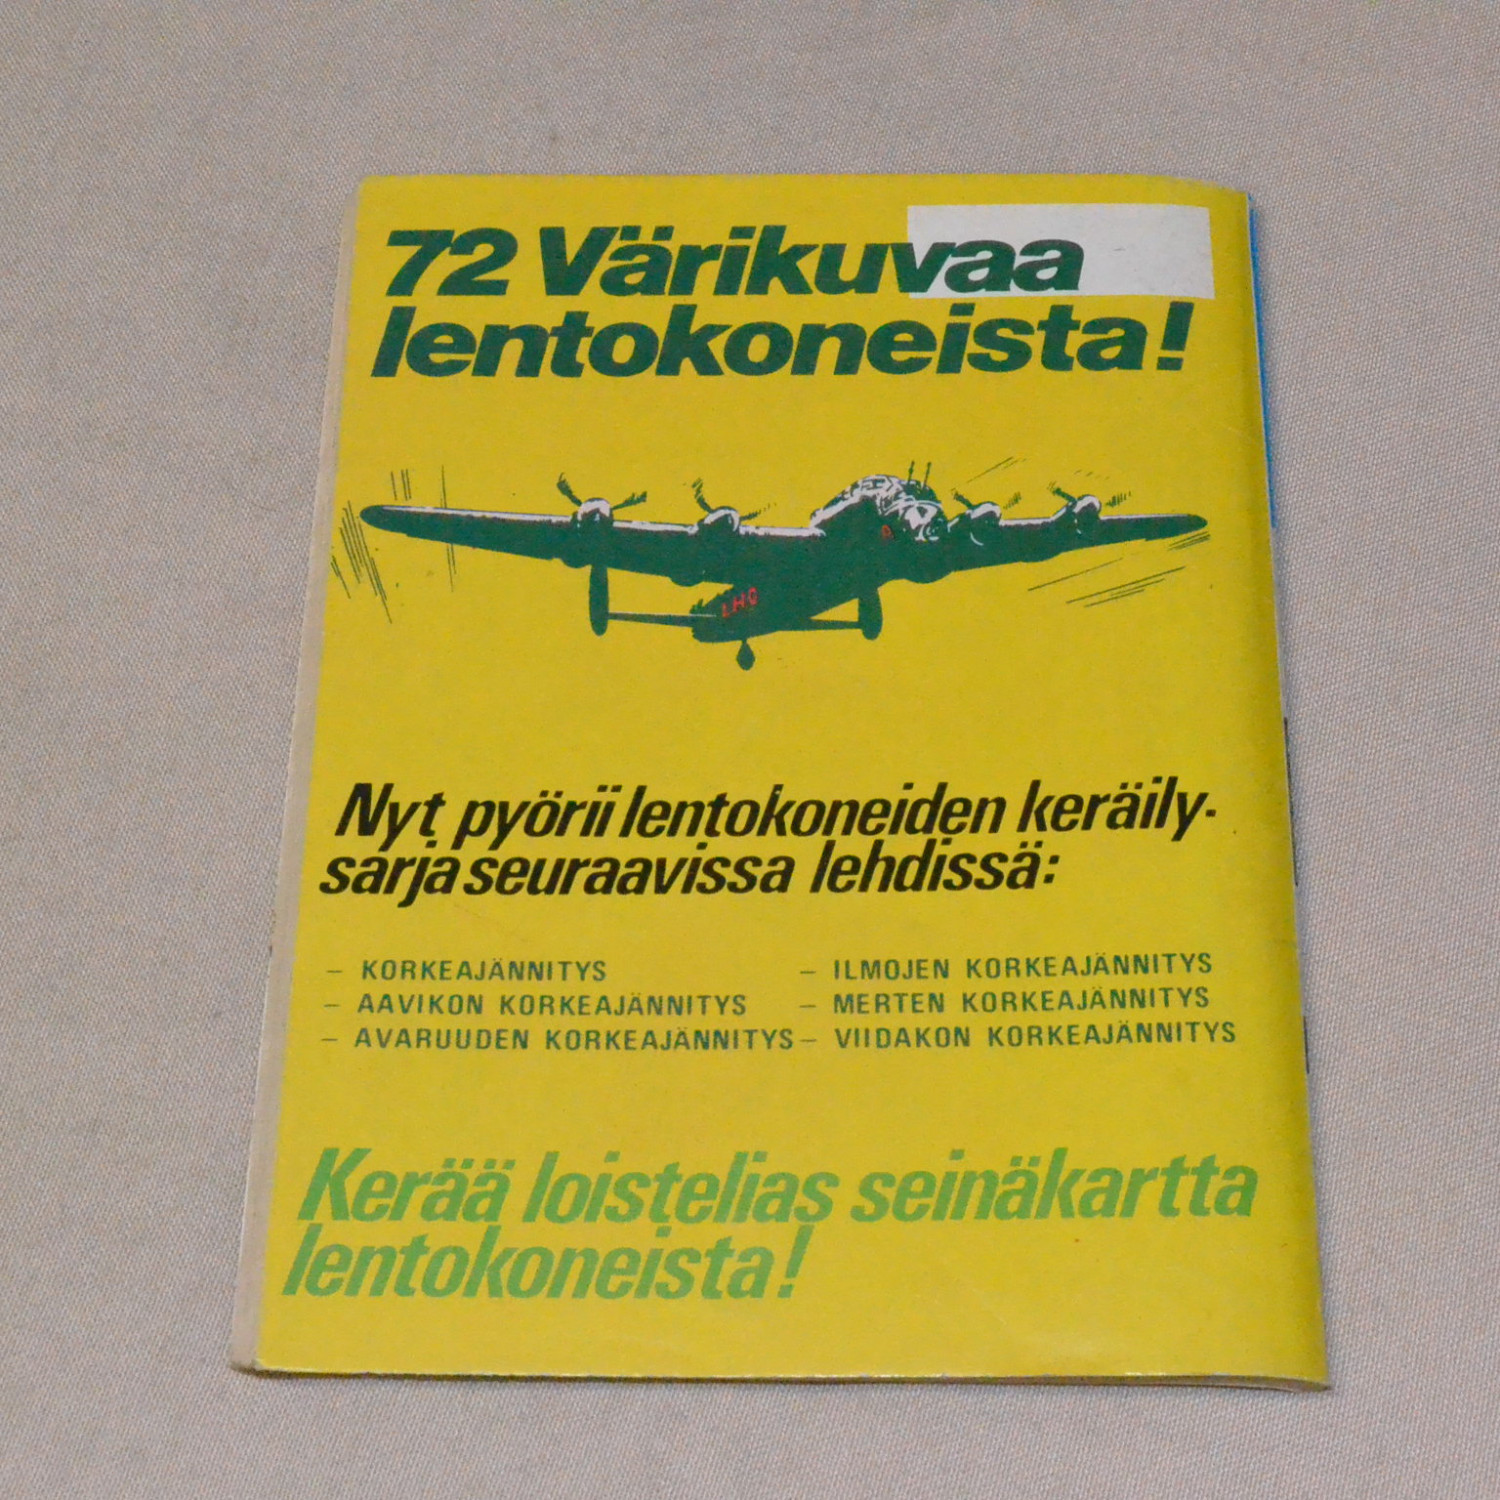 72 Värikuvaa
lentokoneista!
LHQ
Nyt pyörii lentokoneiden keräily-
sarja seuraavissa lehdissä:
– KORKEAJÄNNITYS
– AAVIKON KORKEAJÄNNITYS
– AVARUUDEN KORKEAJÄNNITYS
– ILMOJEN KORKEAJÄNNITYS
– MERTEN KORKEAJÄNNITYS
– VIIDAKON KORKEAJÄNNITYS
Kerää loistelias seinäkartta
lentokoneista!